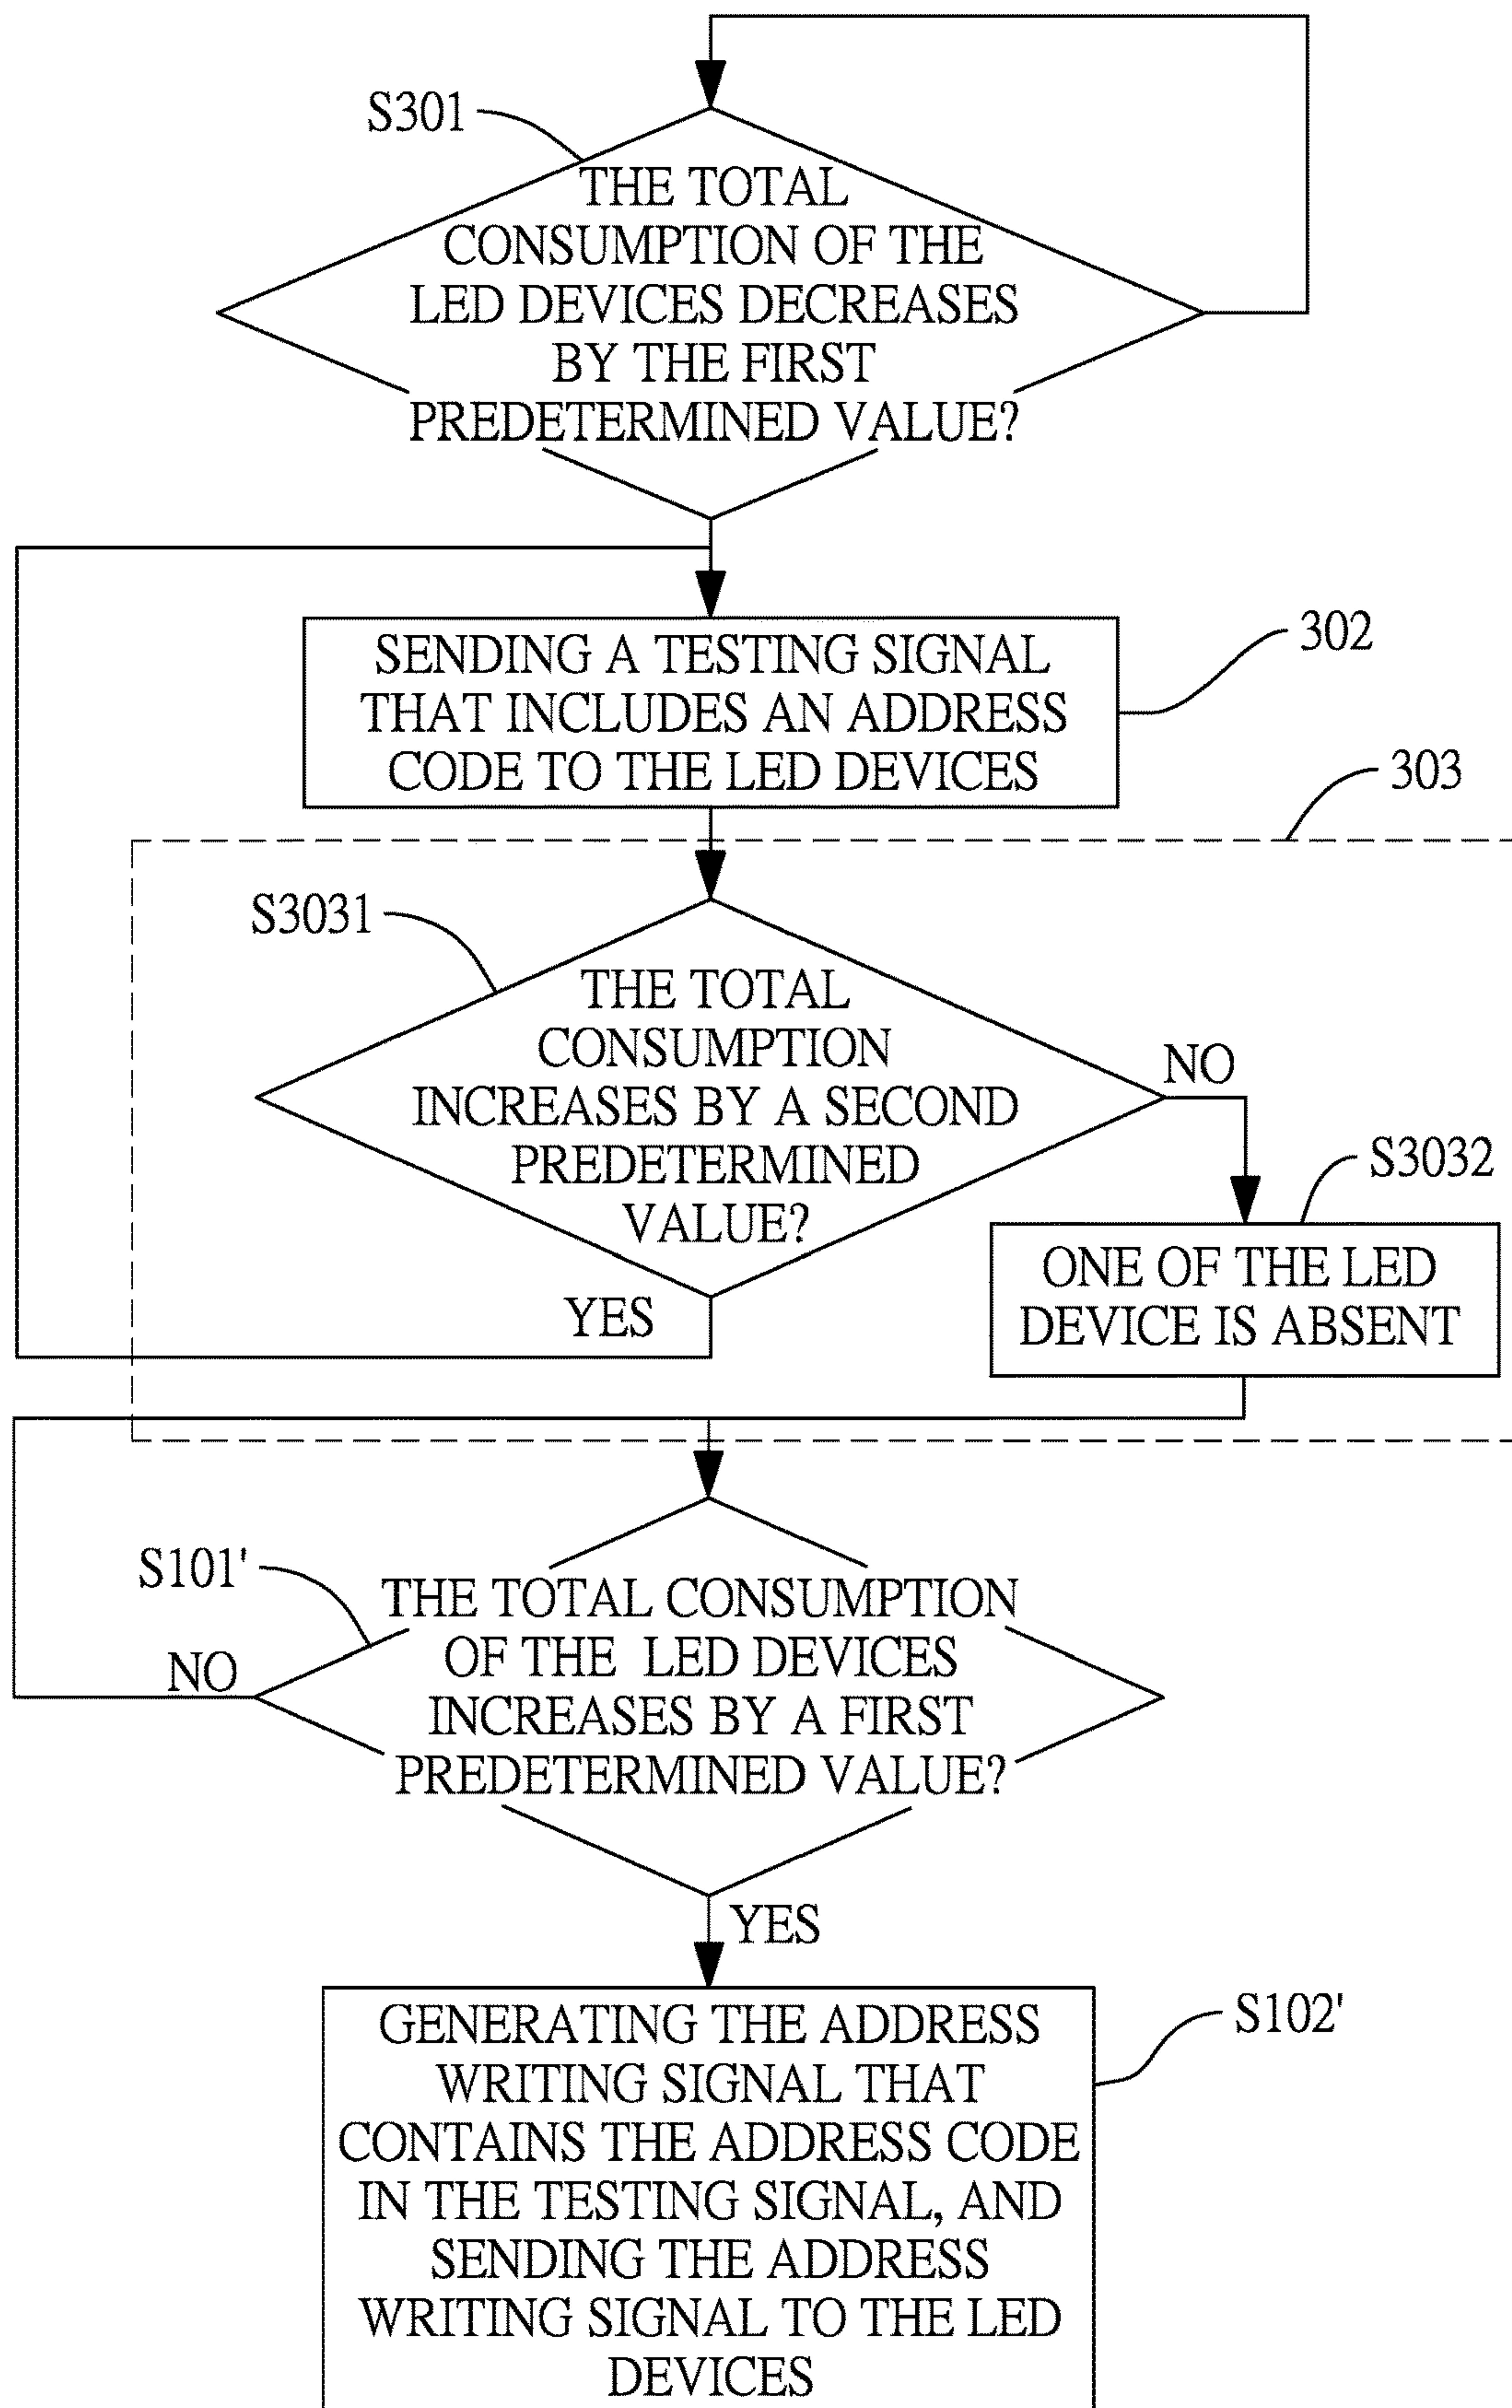 S301
THE TOTAL
CONSUMPTION OF THE
LED DEVICES DECREASES
BY THE FIRST
PREDETERMINED VALUE?
SENDING A TESTING SIGNAL
THAT INCLUDES AN ADDRESS
CODE TO THE LED DEVICES
302
303
S3031
THE TOTAL
CONSUMPTION
INCREASES BY A SECOND
PREDETERMINED
VALUE?
NO
YES
S3032
ONE OF THE LED
DEVICE IS ABSENT
S101'
THE TOTAL CONSUMPTION
OF THE LED DEVICES
INCREASES BY A FIRST
PREDETERMINED VALUE?
NO
YES
GENERATING THE ADDRESS
WRITING SIGNAL THAT
CONTAINS THE ADDRESS CODE
IN THE TESTING SIGNAL, AND
SENDING THE ADDRESS
WRITING SIGNAL TO THE LED
DEVICES
S102'